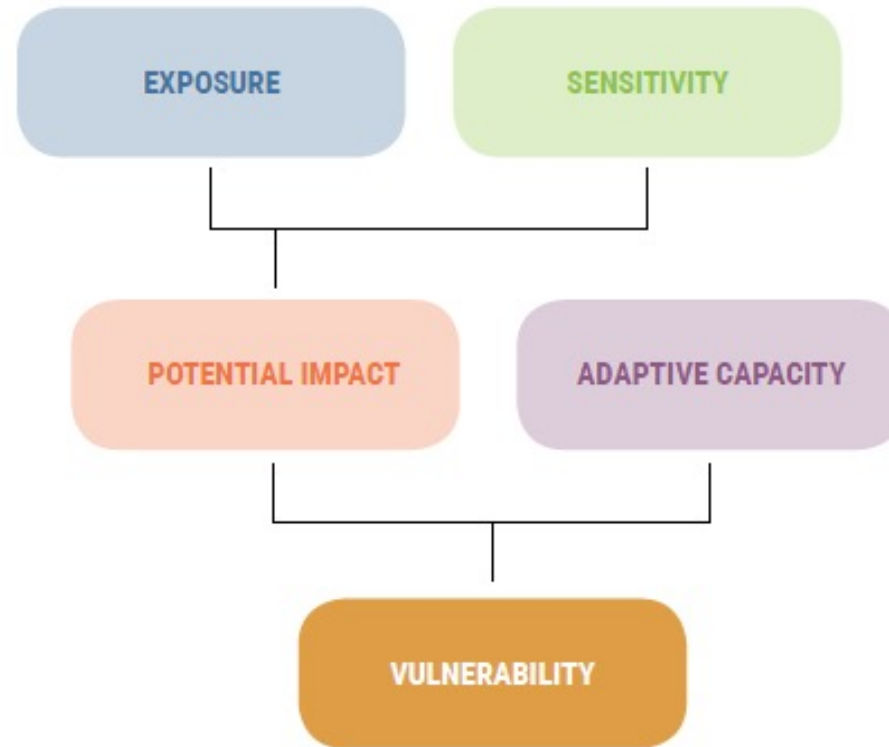 EXPOSURE
SENSITIVITY
POTENTIAL IMPACT
ADAPTIVE CAPACITY
VULNERABILITY